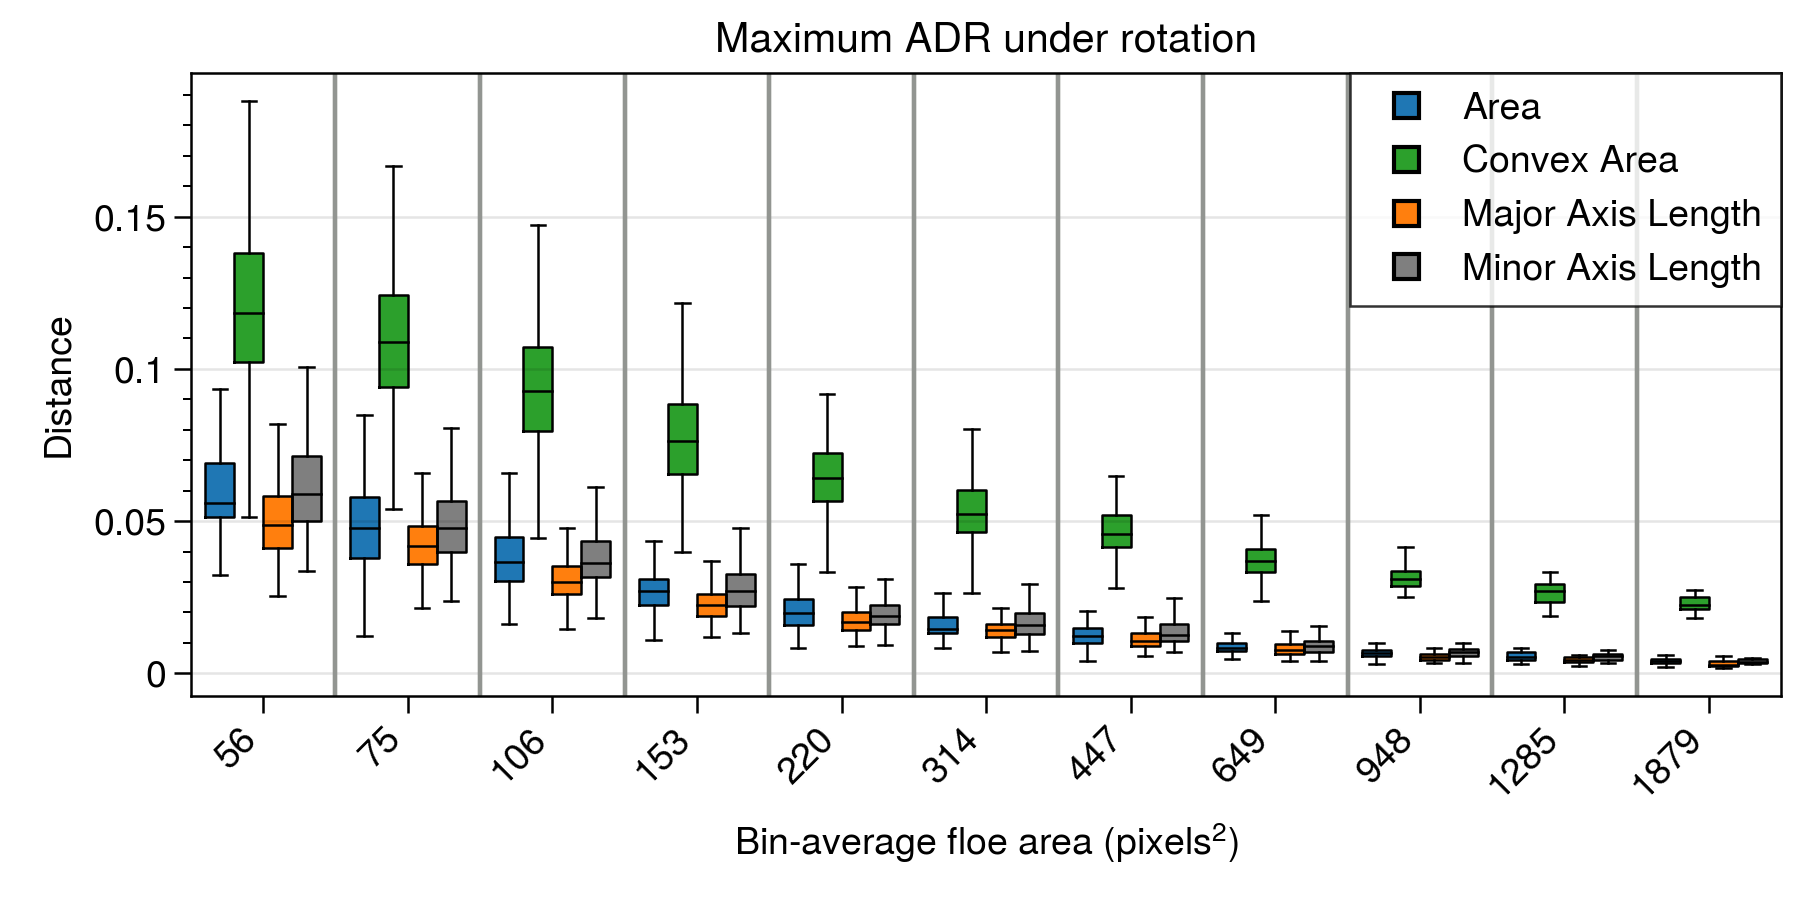 Maximum ADR under rotation
Area
Convex Area
Major Axis Length
Minor Axis Length
Distance
0.15
0.1
0.05
0
56 75 106 153 220 314 447 649 948 1285 1879
Bin-average floe area (pixels²)